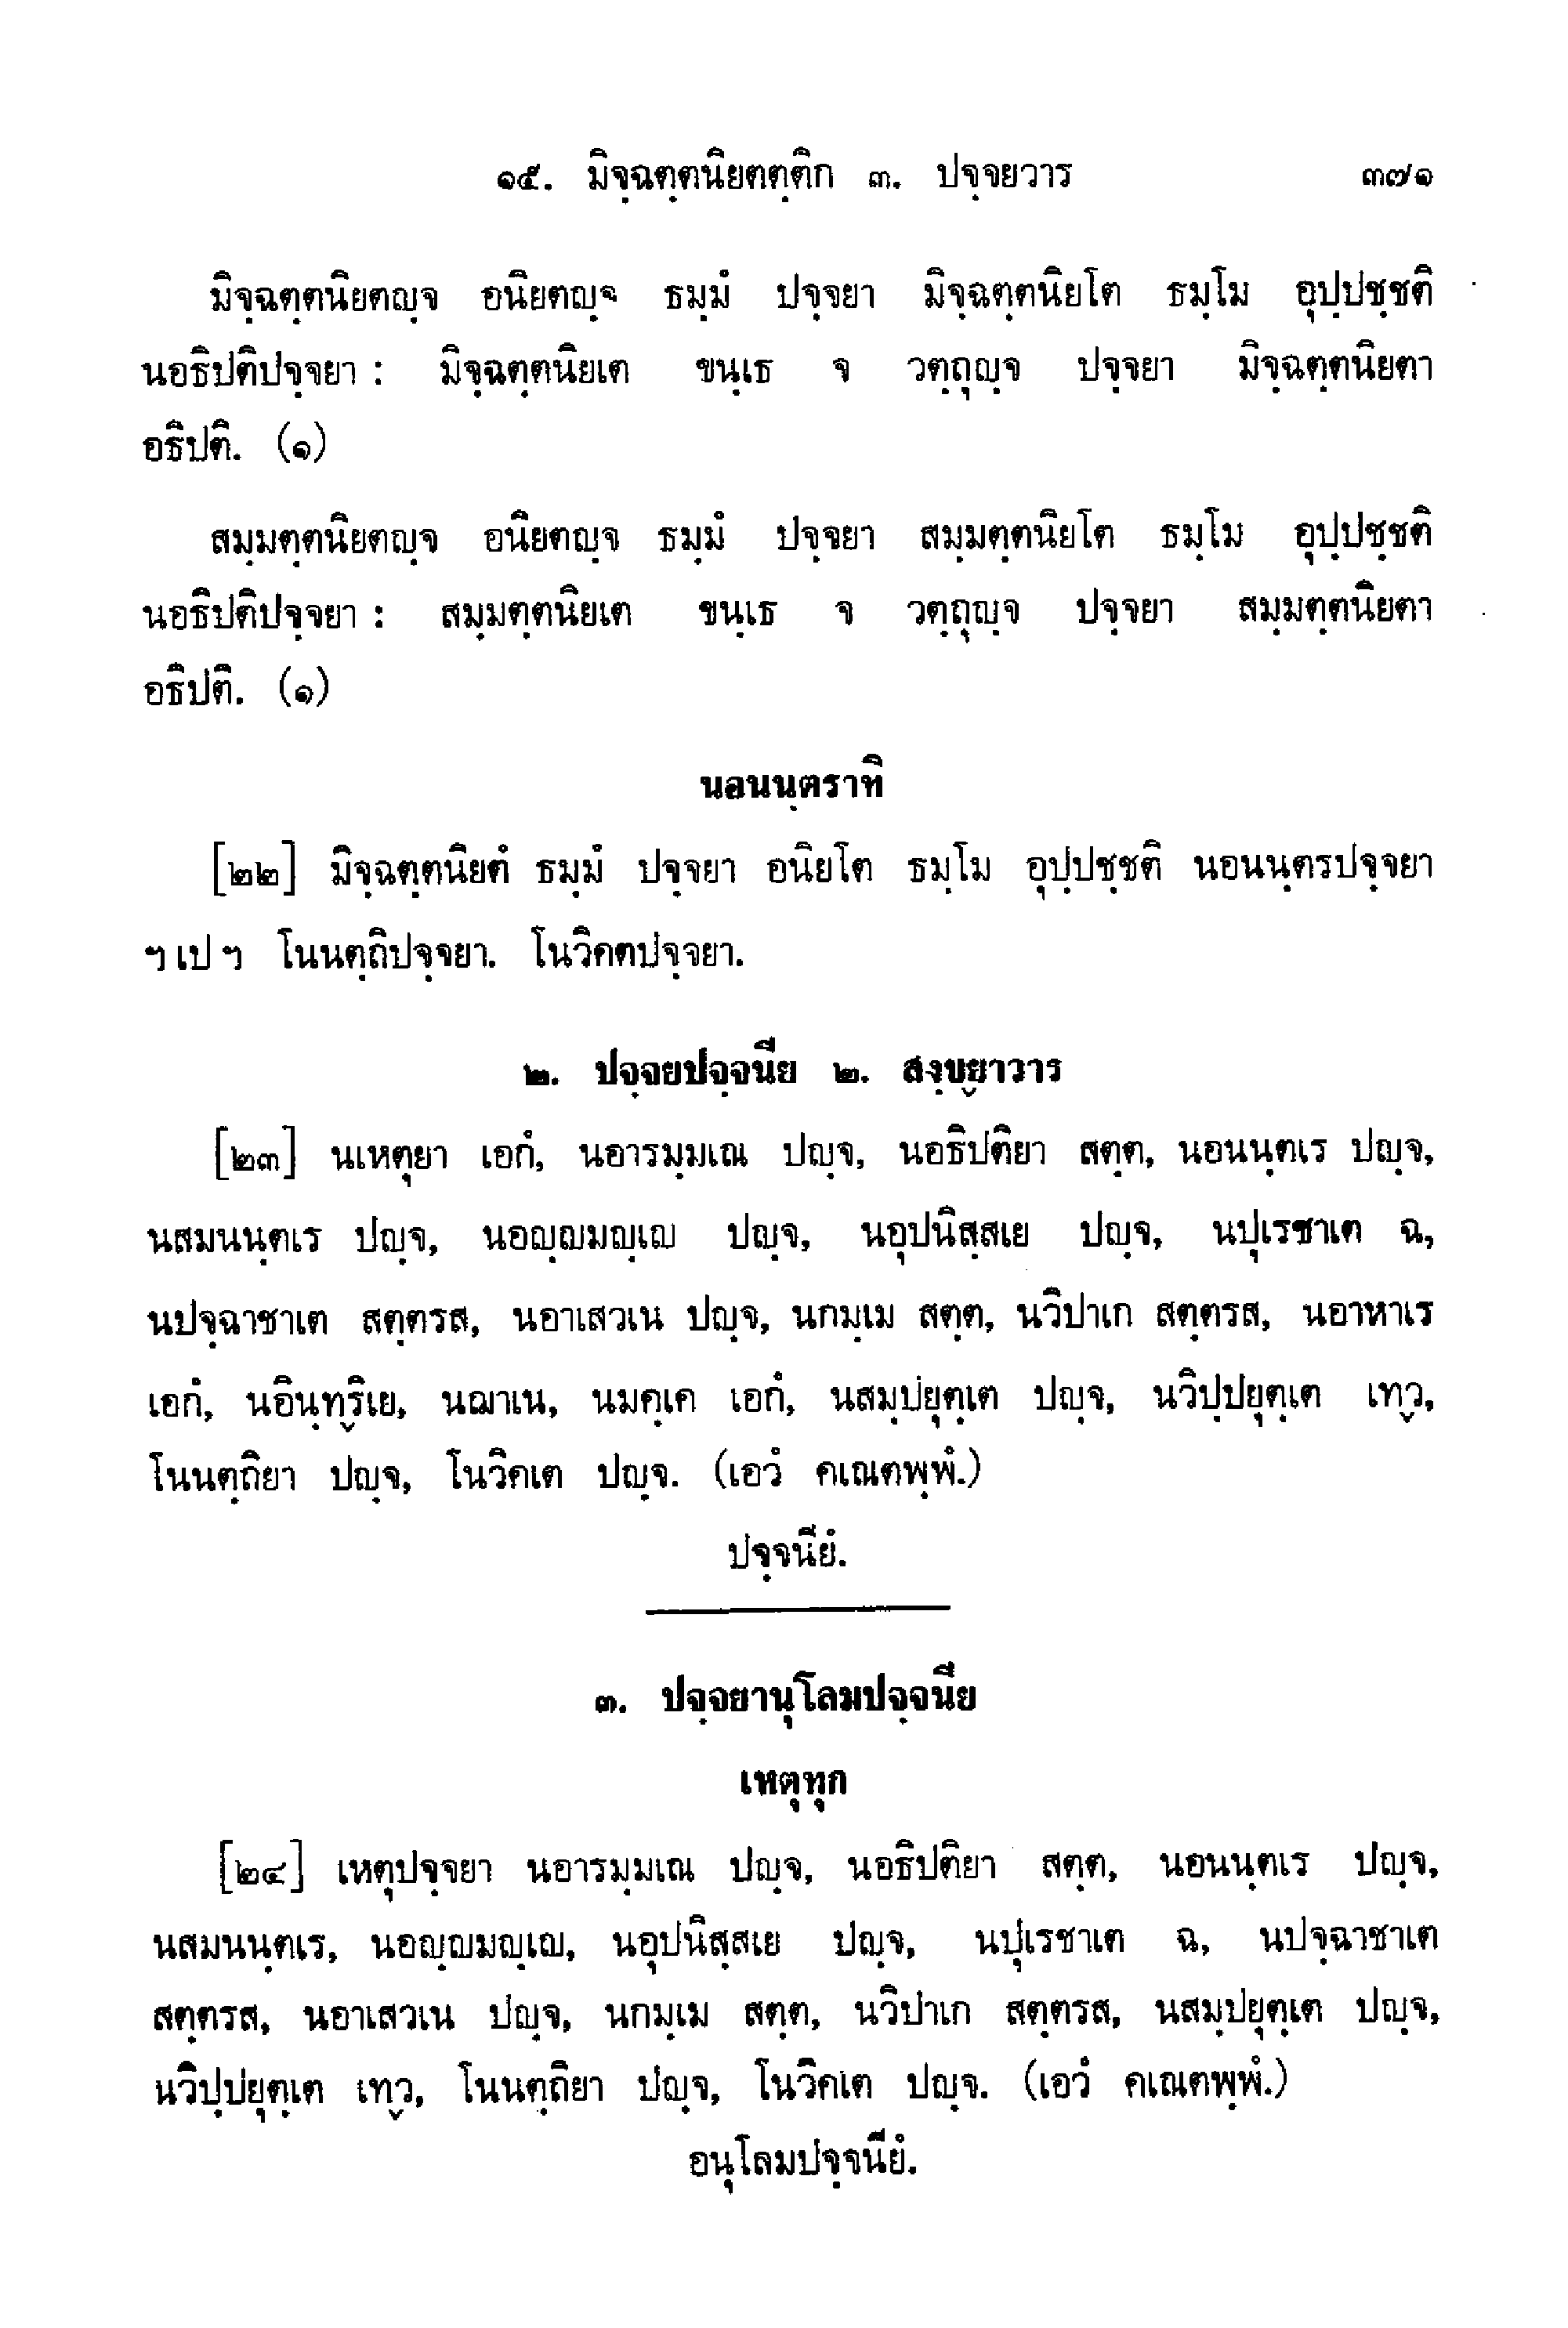 ๑๕. มิจฺฉตฺตนิยตตฺติก ๓. ปจฺจยวาร ๓๗๑
มิจฺฉตฺตนิยตญฺจ อนิยตญฺจ ธมฺมํ ปจฺจยา มิจฺฉตฺตนิยโต ธมฺโม อุปฺปชฺชติ
นอธิปติปจฺจยา : มิจฺฉตฺตนิยเต ขนฺเธ จ วตฺถุญฺจ ปจฺจยา มิจฺฉตฺตนิยตา
อธิปติ. (๑)
สมฺมตฺตนิยตญฺจ อนิยตญฺจ ธมฺมํ ปจฺจยา สมฺมตฺตนิยโต ธมฺโม อุปฺปชฺชติ
นอธิปติปจฺจยา : สมฺมตฺตนิยเต ขนฺเธ จ วตฺถุญฺจ ปจฺจยา สมฺมตฺตนิยตา
อธิปติ. (๑)
นอนนฺตราทิ
[๒๒] มิจฺฉตฺตนิยตํ ธมฺมํ ปจฺจยา อนิยโต ธมฺโม อุปฺปชฺชติ นอนนฺตรปจฺจยา
ฯ เป ฯ โนนตฺถิปจฺจยา. โนวิคตปจฺจยา.
๒. ปจฺจยปจฺจนีย ๒. สงฺขฺยาวาร
[๒๓] นเหตุยา เอกํ, นอารมฺมเณ ปญฺจ, นอธิปติยา สตฺต, นอนนฺตเร ปญฺจ,
นสมนนฺตเร ปญฺจ, นอญฺญมญฺเญ ปญฺจ, นอุปนิสฺสเย ปญฺจ, นปุเรชาเต ฉ,
นปจฺฉาชาเต สตฺตรส, นอาเสวเน ปญฺจ, นกมฺเม สตฺต, นวิปาเก สตฺตรส, นอาหาเร
เอกํ, นอินฺทฺริเย, นฌาเน, นมคฺเค เอกํ, นสมฺปยุตฺเต ปญฺจ, นวิปฺปยุตฺเต เทฺว,
โนนตฺถิยา ปญฺจ, โนวิคเต ปญฺจ. (เอวํ คเณตพฺพํ.)
ปจฺจนียํ.
๓. ปจฺจยานุโลมปจฺจนีย
เหตุทุก
[๒๔] เหตุปจฺจยา นอารมฺมเณ ปญฺจ, นอธิปติยา สตฺต, นอนนฺตเร ปญฺจ,
นสมนนฺตเร, นอญฺญมญฺเญ, นอุปนิสฺสเย ปญฺจ, นปุเรชาเต ฉ, นปจฺฉาชาเต
สตฺตรส, นอาเสวเน ปญฺจ, นกมฺเม สตฺต, นวิปาเก สตฺตรส, นสมฺปยุตฺเต ปญฺจ,
นวิปฺปยุตฺเต เทฺว, โนนตฺถิยา ปญฺจ, โนวิคเต ปญฺจ. (เอวํ คเณตพฺพํ.)
อนุโลมปจฺจนียํ.